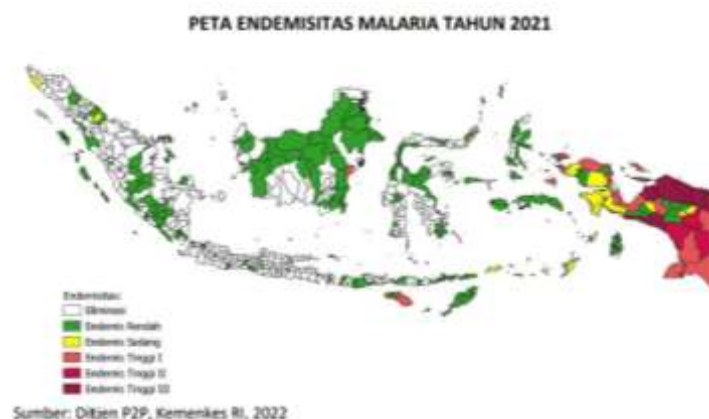 PETA ENDEMISITAS MALARIA TAHUN 2021
Endemisitas:
Eliminasi
Endemis Rendah
Endemis Sedang
Endemis Tinggi I
Endemis Tinggi II
Endemis Tinggi III
Sumber: Ditjen P2P, Kemenkes RI, 2022